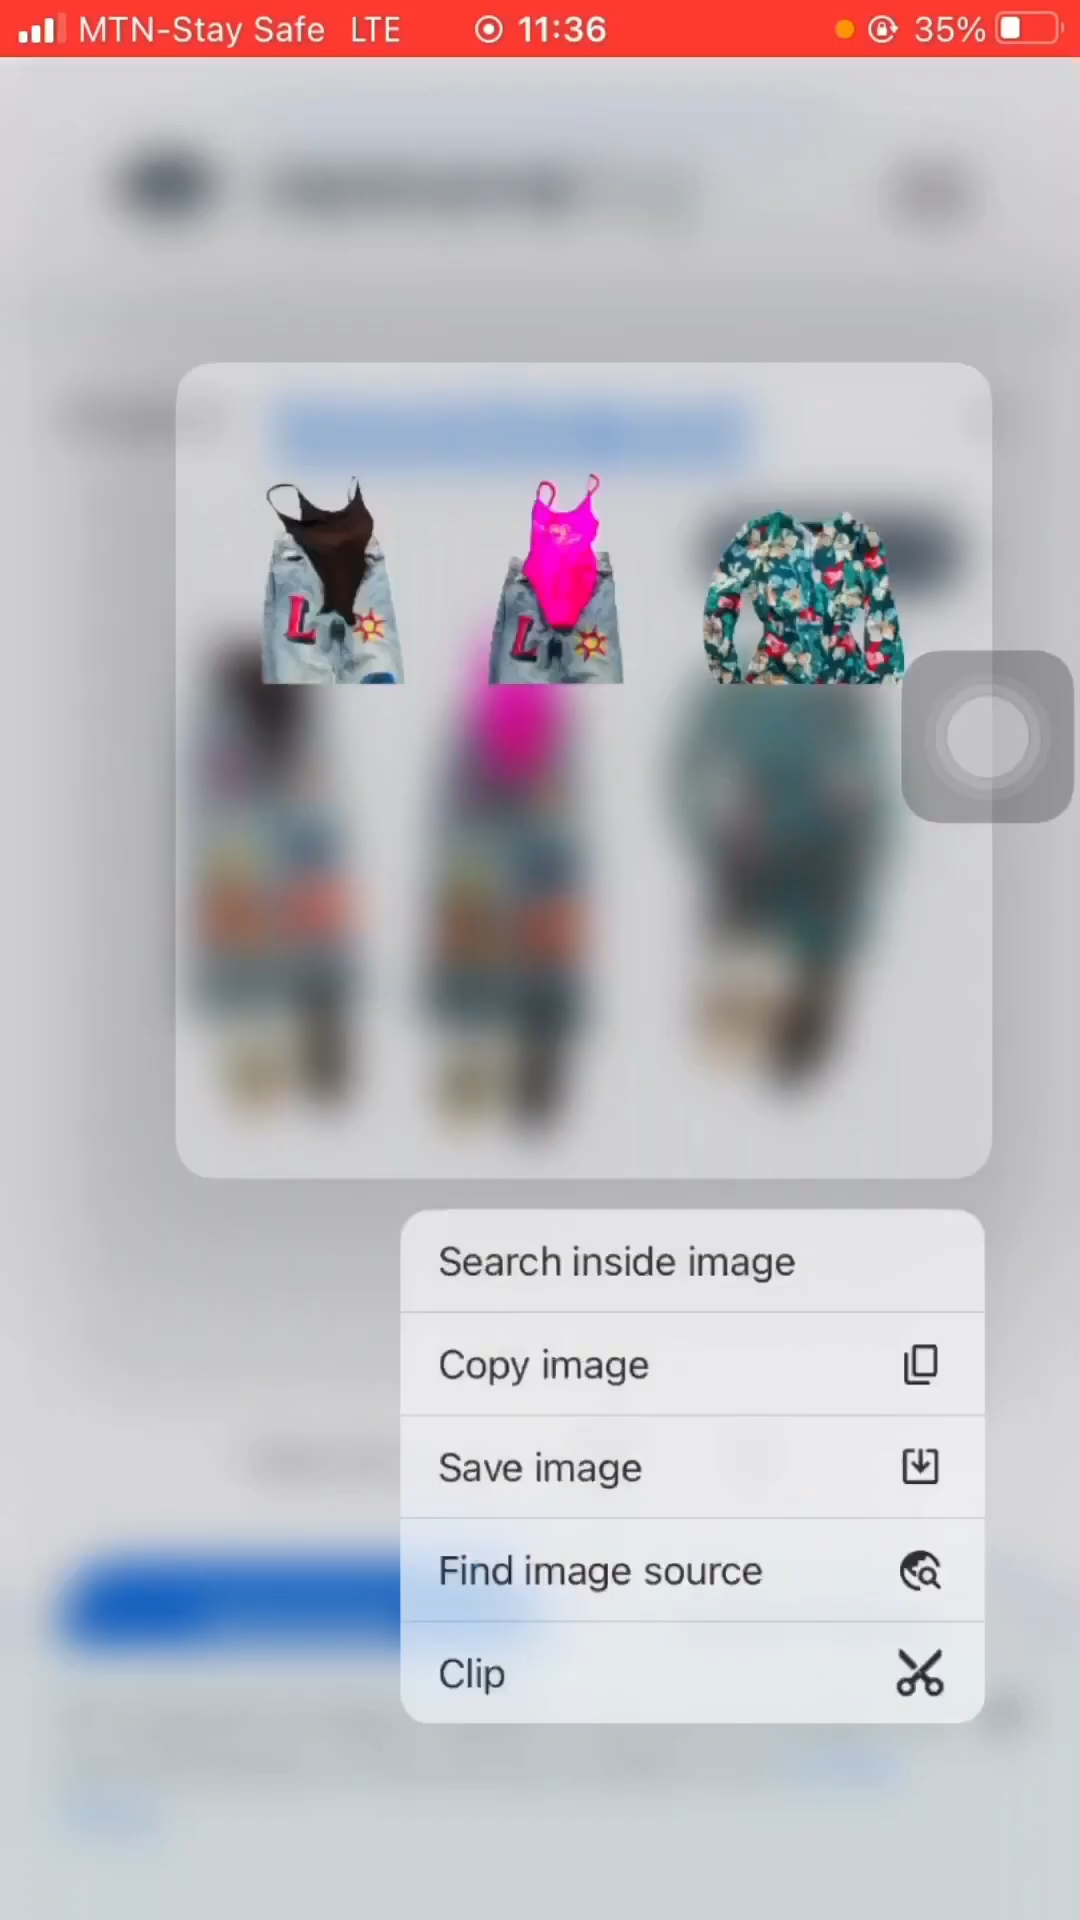 MTN-Stay Safe LTE 11:36 35%
L L
Search inside image
Copy image
Save image
Find image source
Clip